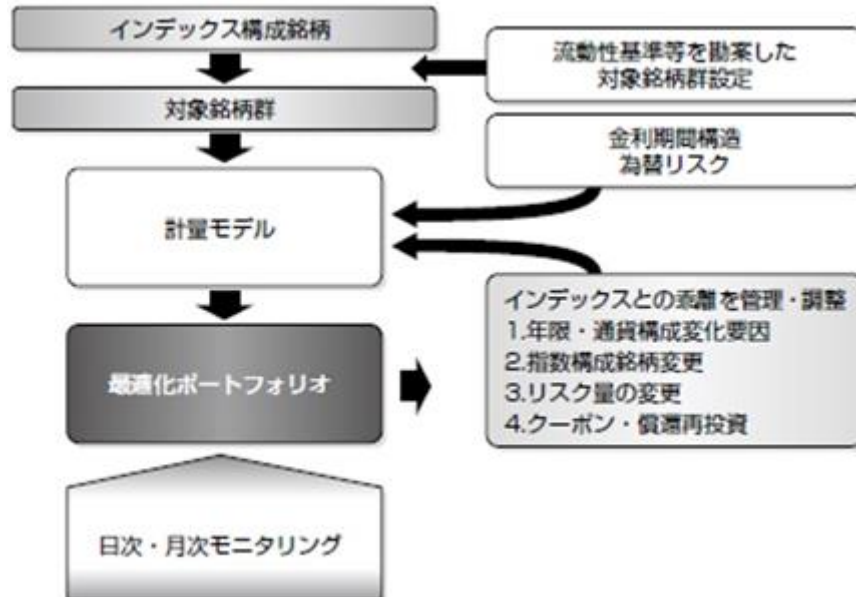 インデックス構成銘柄
流動性基準等を勘案した
対象銘柄群設定
対象銘柄群
金利期間構造
為替リスク
計量モデル
インデックスとの乖離を管理・調整
1.年限・通貨構成変化要因
2.指数構成銘柄変更
3.リスク量の変更
4.クーポン・償還再投資
最適化ポートフォリオ
日次・月次モニタリング